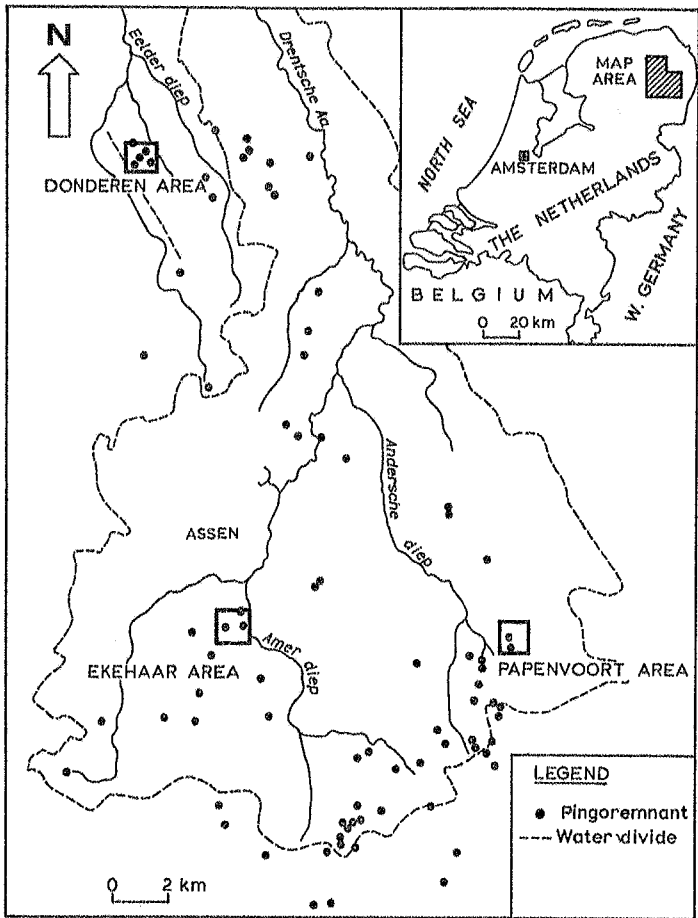 N
Eelder diep
Drentsche Aa
DONDEREN AREA
MAP
AREA
NORTH SEA
AMSTERDAM
THE NETHERLANDS
W. GERMANY
BELGIUM
0 20 km
Andersche
diep
ASSEN
Amer diep
EKEHAAR AREA
PAPENVOORT AREA
LEGEND
Pingoremnant
Water divide
0 2 km